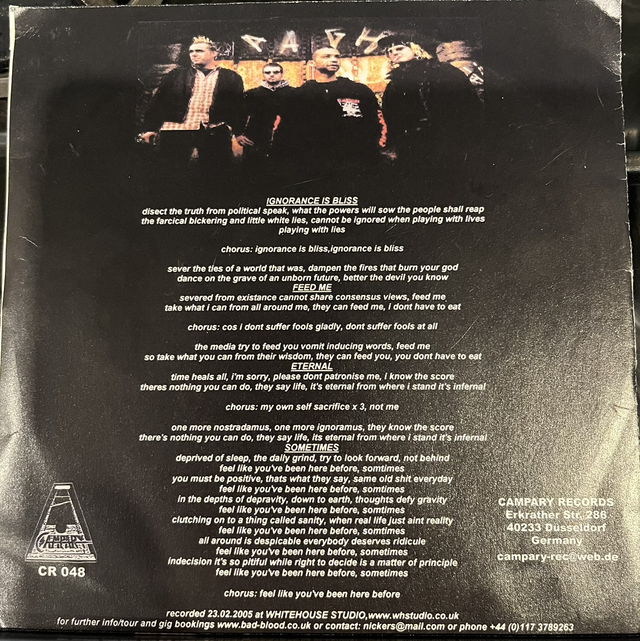 CASH
IGNORANCE IS BLISS
disect the truth from political speak, what the powers will sow the people shall reap
the farcical bickering and little white lies, cannot be ignored when playing with lives
playing with lies
chorus: ignorance is bliss,ignorance is bliss
sever the ties of a world that was, dampen the fires that burn your god
dance on the grave of an unborn future, better the devil you know
FEED ME
severed from existance cannot share consensus views, feed me
take what i can from all around me, they can feed me, i dont have to eat
chorus: cos i dont suffer fools gladly, dont suffer fools at all
the media try to feed you vomit inducing words, feed me
so take what you can from their wisdom, they can feed you, you dont have to eat
ETERNAL
time heals all, i'm sorry, please dont patronise me, i know the score
theres nothing you can do, they say life, it's eternal from where i stand it's infernal
chorus: my own self sacrifice x 3, not me
one more nostradamus, one more ignoramus, they know the score
there's nothing you can do, they say life, its eternal from where i stand it's infernal
SOMETIMES
deprived of sleep, the daily grind, try to look forward, not behind
feel like you've been here before, somtimes
you must be positive, thats what they say, same old shit everyday
feel like you've been here before, somtimes
in the depths of depravity, down to earth, thoughts defy gravity
feel like you've been here before, somtimes
clutching on to a thing called sanity, when real life just aint reality
feel like you've been here before, somtimes
all around is despicable everybody deserves ridicule
feel like you've been here before, sometimes
indecision it's so pitiful while right to decide is a matter of principle
feel like you've been here before, sometimes
chorus: feel like you've been here before
recorded 23.02.2005 at WHITEHOUSE STUDIO,www.whstudio.co.uk
for further info/tour and gig bookings www.bad-blood.co.uk or contact: nickers@mail.com or phone +44 (0)117 3789263
CAMPARY RECORDS
CR 048
CAMPARY RECORDS
Erkrather Str. 286
40233 Düsseldorf
Germany
campary-rec@web.de